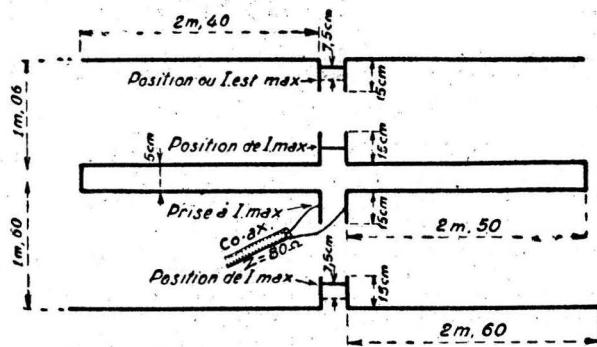 2m,40
7,5cm
Position ou I.est max
15cm
1m,06
Position de I.max
15cm
5cm
Prise à I.max
15cm
Co.ax.
Z=80Ω
2m,50
1m,60
Position de I max
7,5cm
15cm
2m,60